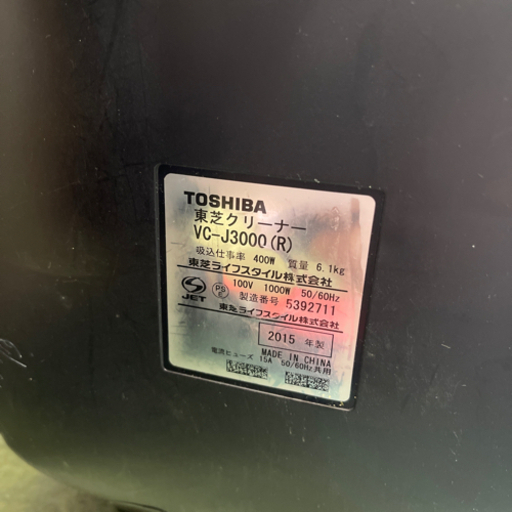 TOSHIBA
東芝クリーナー
VC-J3000(R)
吸込仕事率 400W 質量 6.1kg
東芝ライフスタイル株式会社
100V 1000W 50/60Hz
PS E 製造番号 5392711
JET
東芝ライフスタイル株式会社
2015 年製
MADE IN CHINA
電流ヒューズ 15A 50/60Hz共用